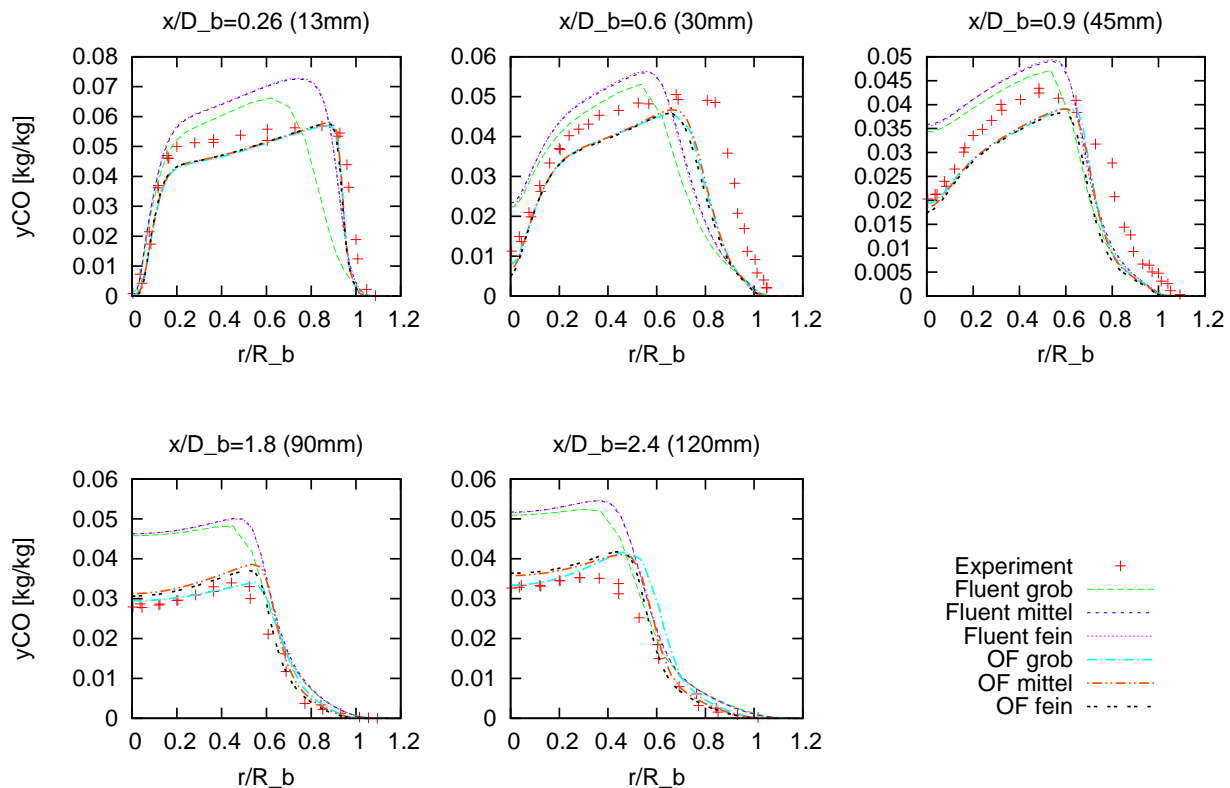 x/D_b=0.26 (13mm)
x/D_b=0.6 (30mm)
x/D_b=0.9 (45mm)
yCO [kg/kg]
0.08
0.07
0.06
0.05
0.04
0.03
0.02
0.01
0
0 0.2 0.4 0.6 0.8 1 1.2
r/R_b
0.06
0.05
0.04
0.03
0.02
0.01
0
0 0.2 0.4 0.6 0.8 1 1.2
r/R_b
0.05
0.045
0.04
0.035
0.03
0.025
0.02
0.015
0.01
0.005
0
0 0.2 0.4 0.6 0.8 1 1.2
r/R_b
x/D_b=1.8 (90mm)
x/D_b=2.4 (120mm)
yCO [kg/kg]
0.06
0.05
0.04
0.03
0.02
0.01
0
0 0.2 0.4 0.6 0.8 1 1.2
r/R_b
0.06
0.05
0.04
0.03
0.02
0.01
0
0 0.2 0.4 0.6 0.8 1 1.2
r/R_b
Experiment
Fluent grob
Fluent mittel
Fluent fein
OF grob
OF mittel
OF fein